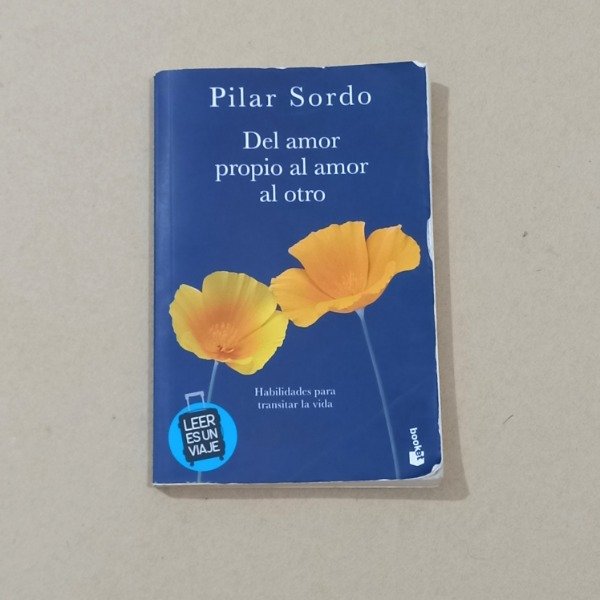 Pilar Sordo
Del amor
propio al amor
al otro
Habilidades para
transitar la vida
LEER
ES UN
VIAJE
booket